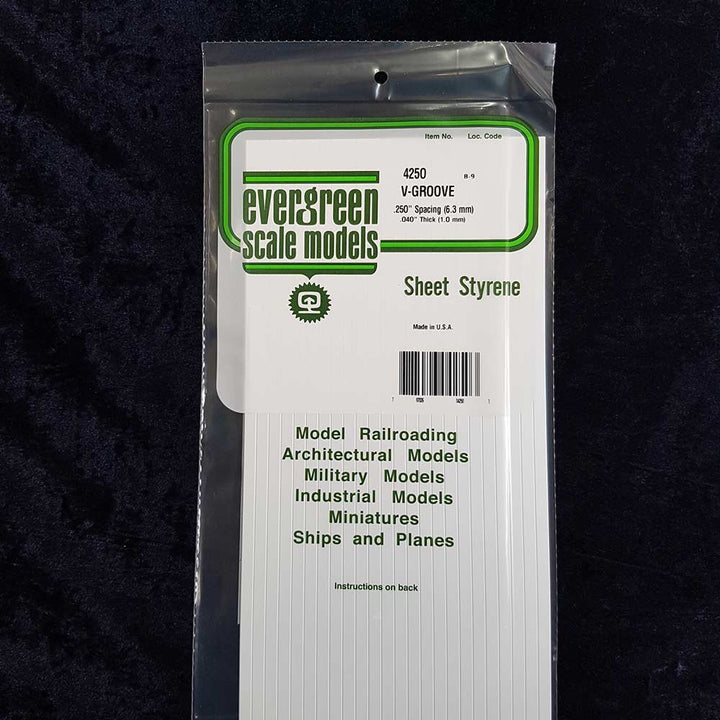 Item No. Loc. Code
4250 B-9
V-GROOVE
.250" Spacing (6.3 mm)
.040" Thick (1.0 mm)
evergreen
scale models
Sheet Styrene
Made in U.S.A.
Model Railroading
Architectural Models
Military Models
Industrial Models
Miniatures
Ships and Planes
Instructions on back